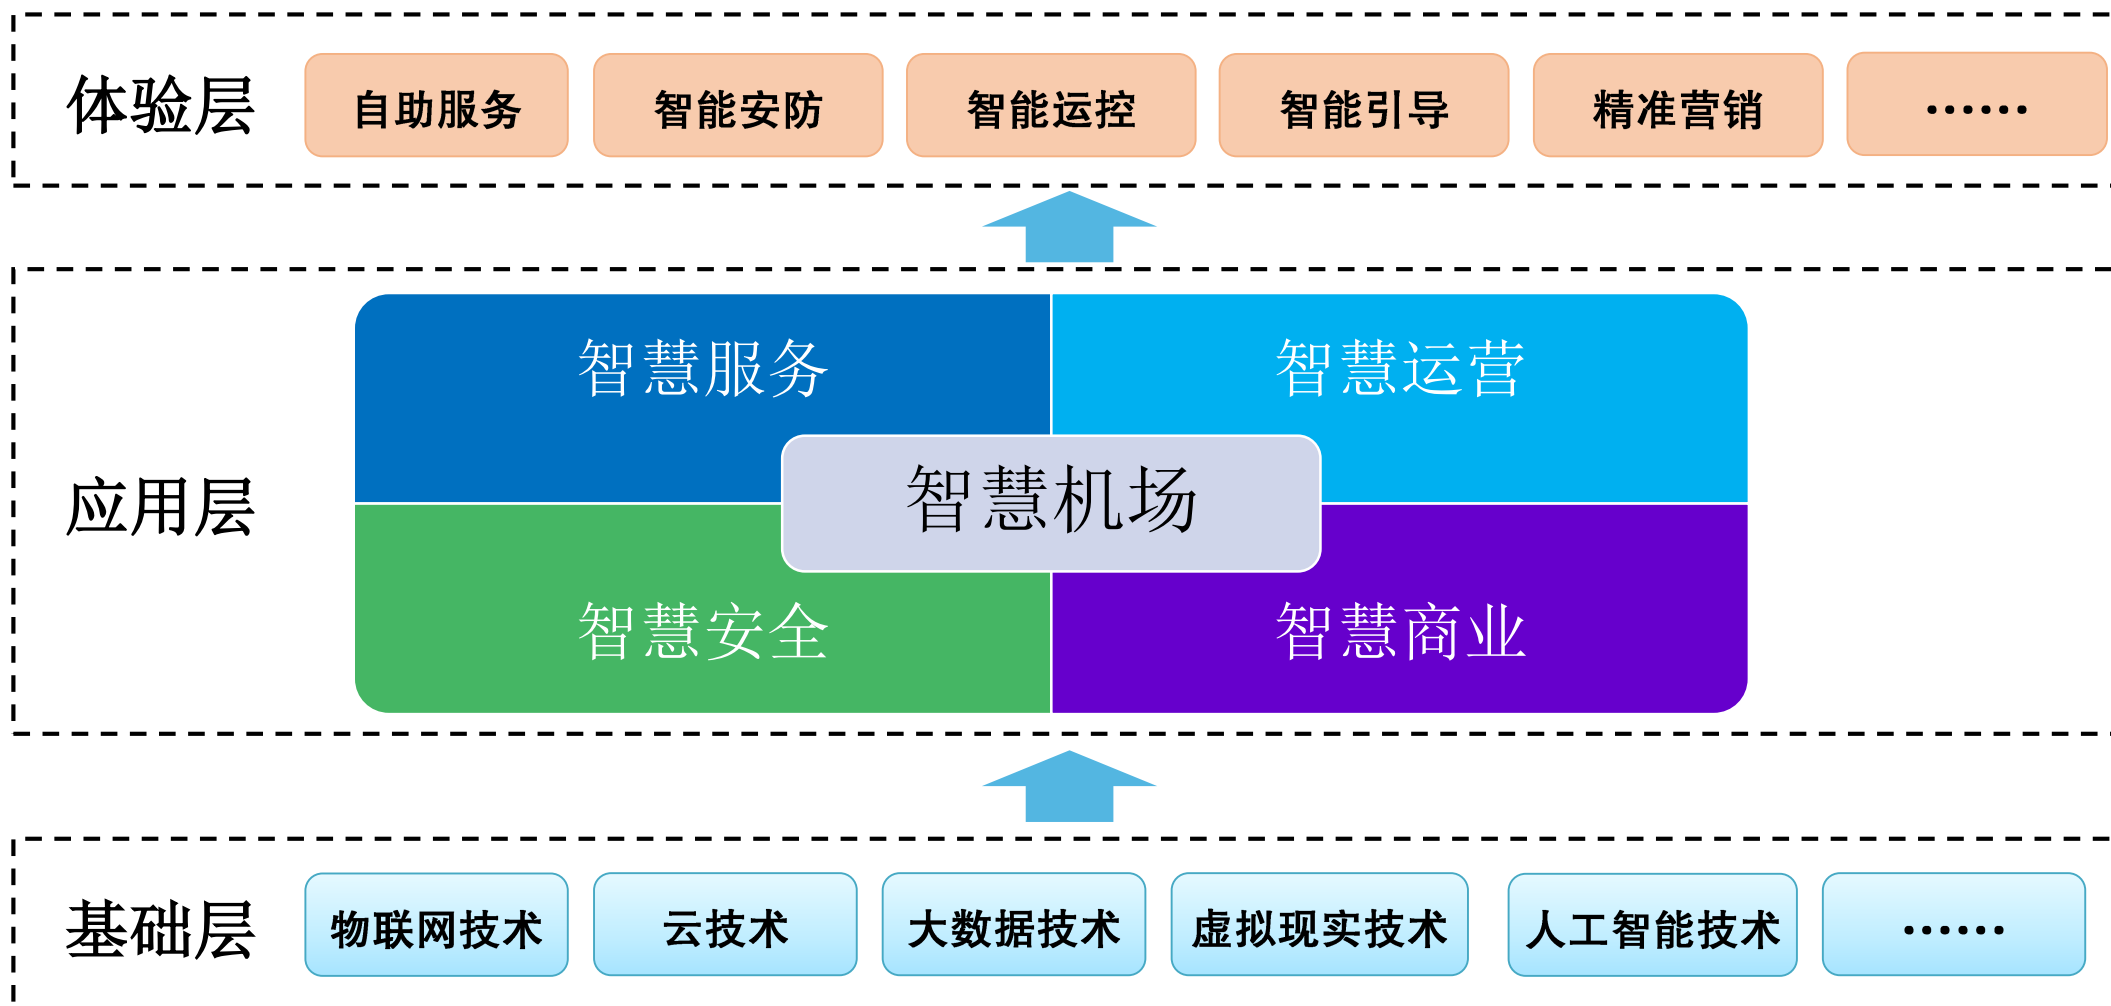 体验层 自助服务 智能安防 智能运控 智能引导 精准营销 ······
智慧服务 智慧运营
应用层 智慧机场
智慧安全 智慧商业
基础层 物联网技术 云技术 大数据技术 虚拟现实技术 人工智能技术 ······